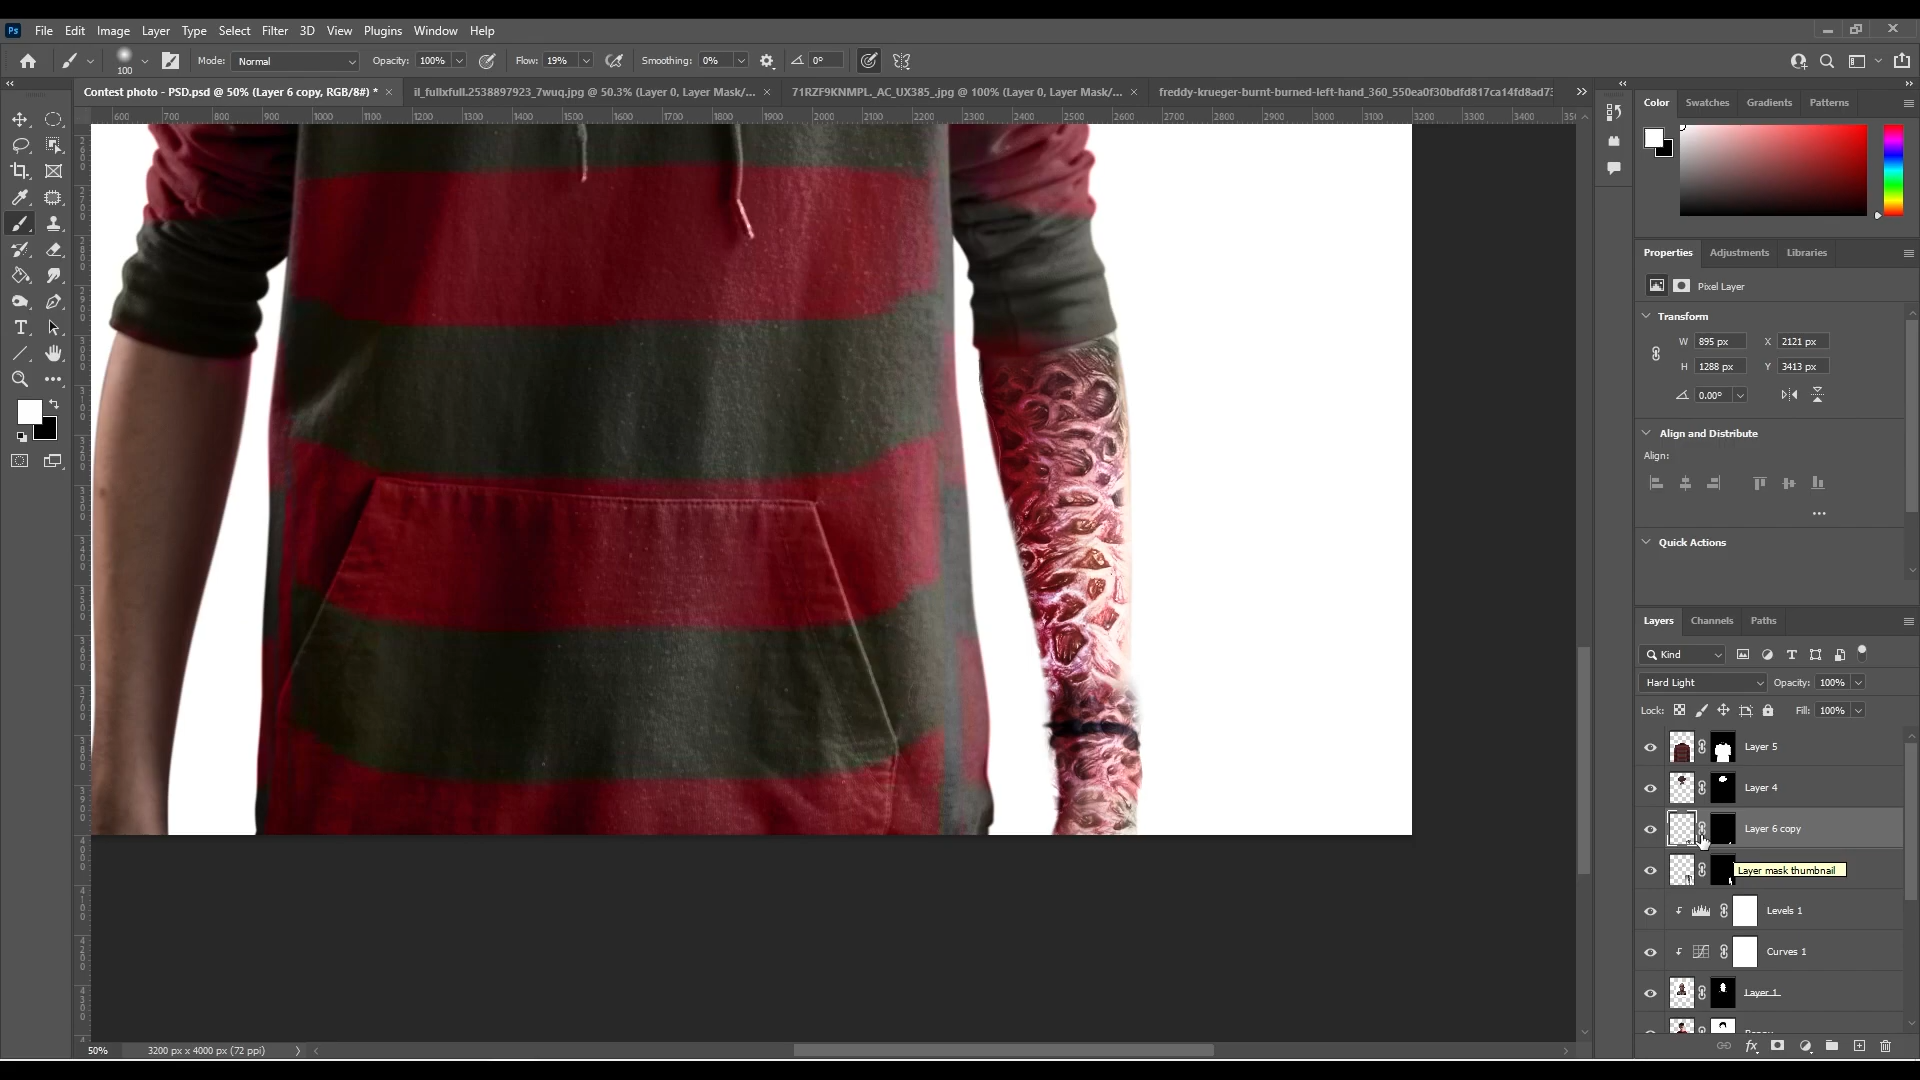 Ps File Edit Image Layer Type Select Filter 3D View Plugins Window Help
100 Mode: Normal Opacity: 100% Flow: 19% Smoothing: 0% 0°
Contest photo - PSD.psd @ 50% (Layer 6 copy, RGB/8#) * × il_fullxfull.2538897923_7wuq.jpg @ 50.3% (Layer 0, Layer Mask/... × 71RZF9KNMPL._AC_UX385_.jpg @ 100% (Layer 0, Layer Mask/... × freddy-krueger-burnt-burned-left-hand_360_550ea0f30bdfd817ca14fd8ad7
600 700 800 900 1000 1100 1200 1300 1400 1500 1600 1700 1800 1900 2000 2100 2200 2300 2400 2500 2600 2700 2800 2900 3000 3100 3200 3300 3400
Color Swatches Gradients Patterns
Properties Adjustments Libraries
Pixel Layer
Transform
W 895 px X 2121 px
H 1288 px Y 3413 px
0.00°
Align and Distribute
Align:
...
Quick Actions
Layers Channels Paths
Kind
Hard Light Opacity: 100%
Lock: Fill: 100%
Layer 5
Layer 4
Layer 6 copy
Layer mask thumbnail
Levels 1
Curves 1
Layer 1
50% 3200 px x 4000 px (72 ppi)
fx